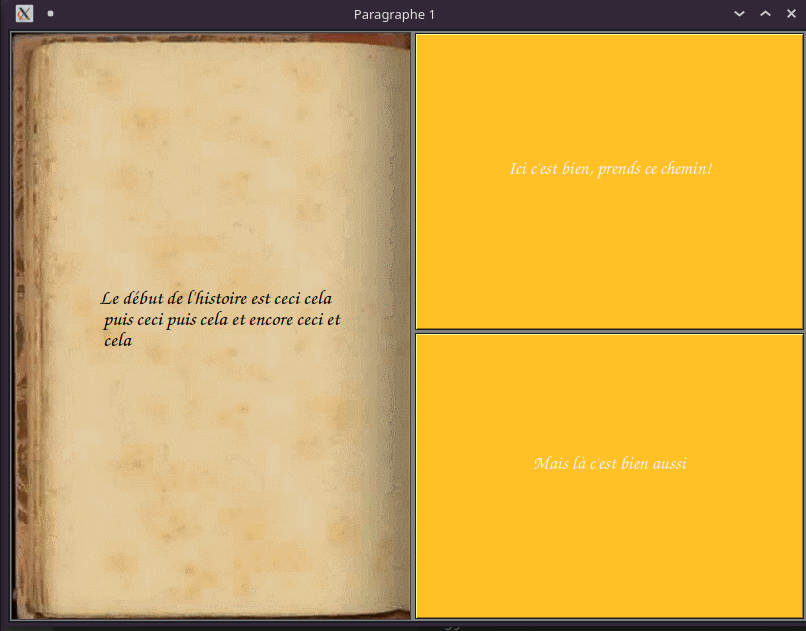 Paragraphe 1
Le début de l'histoire est ceci cela
puis ceci puis cela et encore ceci et
cela
Ici c'est bien, prends ce chemin!
Mais là c'est bien aussi